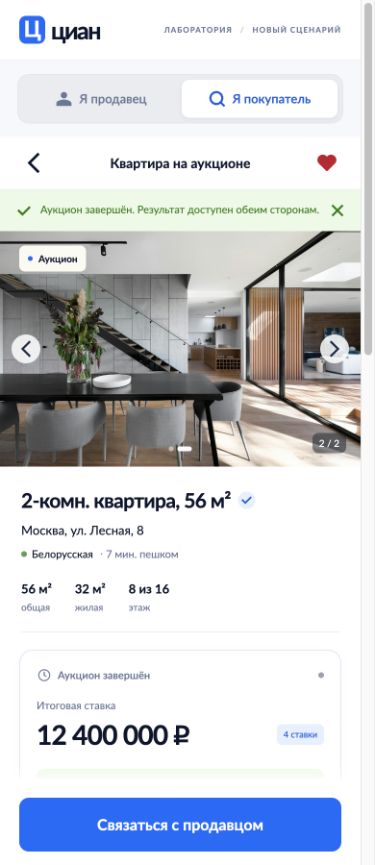 Ц циан
ЛАБОРАТОРИЯ / НОВЫЙ СЦЕНАРИЙ
Я продавец
Я покупатель
Квартира на аукционе
Аукцион завершён. Результат доступен обеим сторонам.
• Аукцион
2 / 2
2-комн. квартира, 56 м²
Москва, ул. Лесная, 8
Белорусская · 7 мин. пешком
56 м² 32 м² 8 из 16
общая жилая этаж
Аукцион завершён
Итоговая ставка
12 400 000 ₽ 4 ставки
Связаться с продавцом